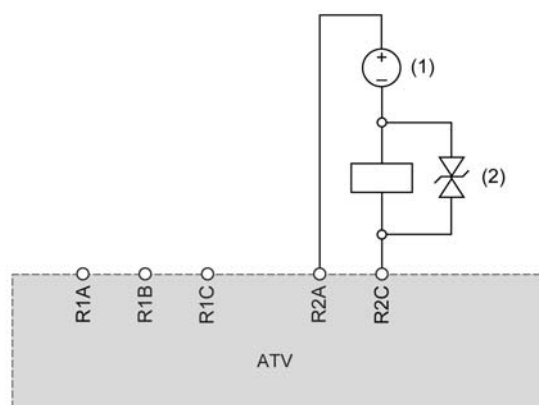 +
(1)
−
(2)
R1A
R1B
R1C
R2A
R2C
ATV